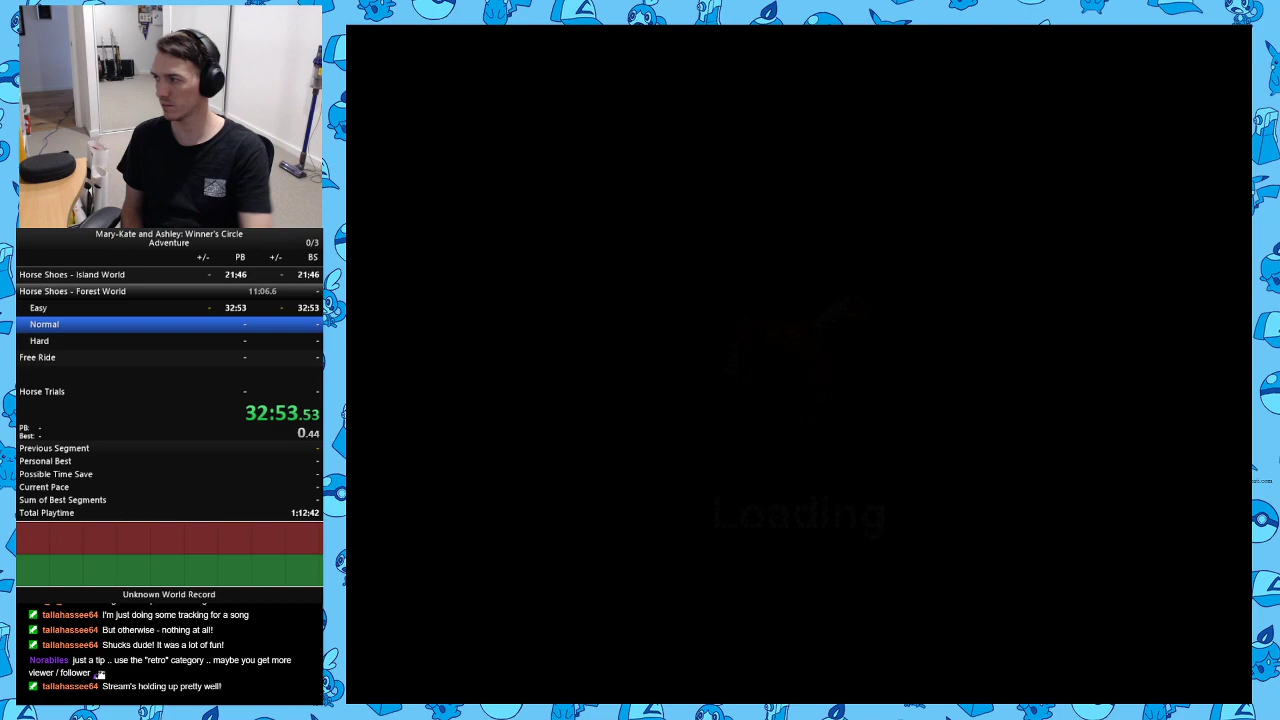 Mary-Kate and Ashley: Winner's Circle
Adventure 0/3
+/- PB +/- BS
Horse Shoes - Island World - 21:46 - 21:46
Horse Shoes - Forest World 11:06.6 -
Easy - 32:53 - 32:53
Normal - -
Hard - -
Free Ride - -
Horse Trials - -
32:53.53
PB: -
Best: -
0.44
Previous Segment -
Personal Best -
Possible Time Save -
Current Pace -
Sum of Best Segments -
Total Playtime 1:12:42
Unknown World Record
tallahassee64 I'm just doing some tracking for a song
tallahassee64 But otherwise - nothing at all!
tallahassee64 Shucks dude! It was a lot of fun!
Norabiles just a tip .. use the "retro" category .. maybe you get more
viewer / follower
tallahassee64 Stream's holding up pretty well!
Loading